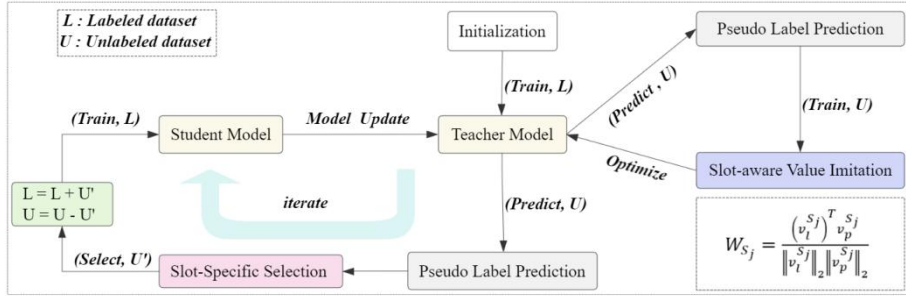 L : Labeled dataset
U : Unlabeled dataset
Initialization
Pseudo Label Prediction
(Train, L)
(Predict , U)
(Train, U)
(Train, L)
Student Model
Model Update
Teacher Model
Optimize
Slot-aware Value Imitation
L = L + U'
U = U - U'
iterate
(Predict, U)
(Select, U')
Slot-Specific Selection
Pseudo Label Prediction
W_{S_j} = \frac{(v_l^{S_j})^T v_p^{S_j}}{\|v_l^{S_j}\|_2 \|v_p^{S_j}\|_2}